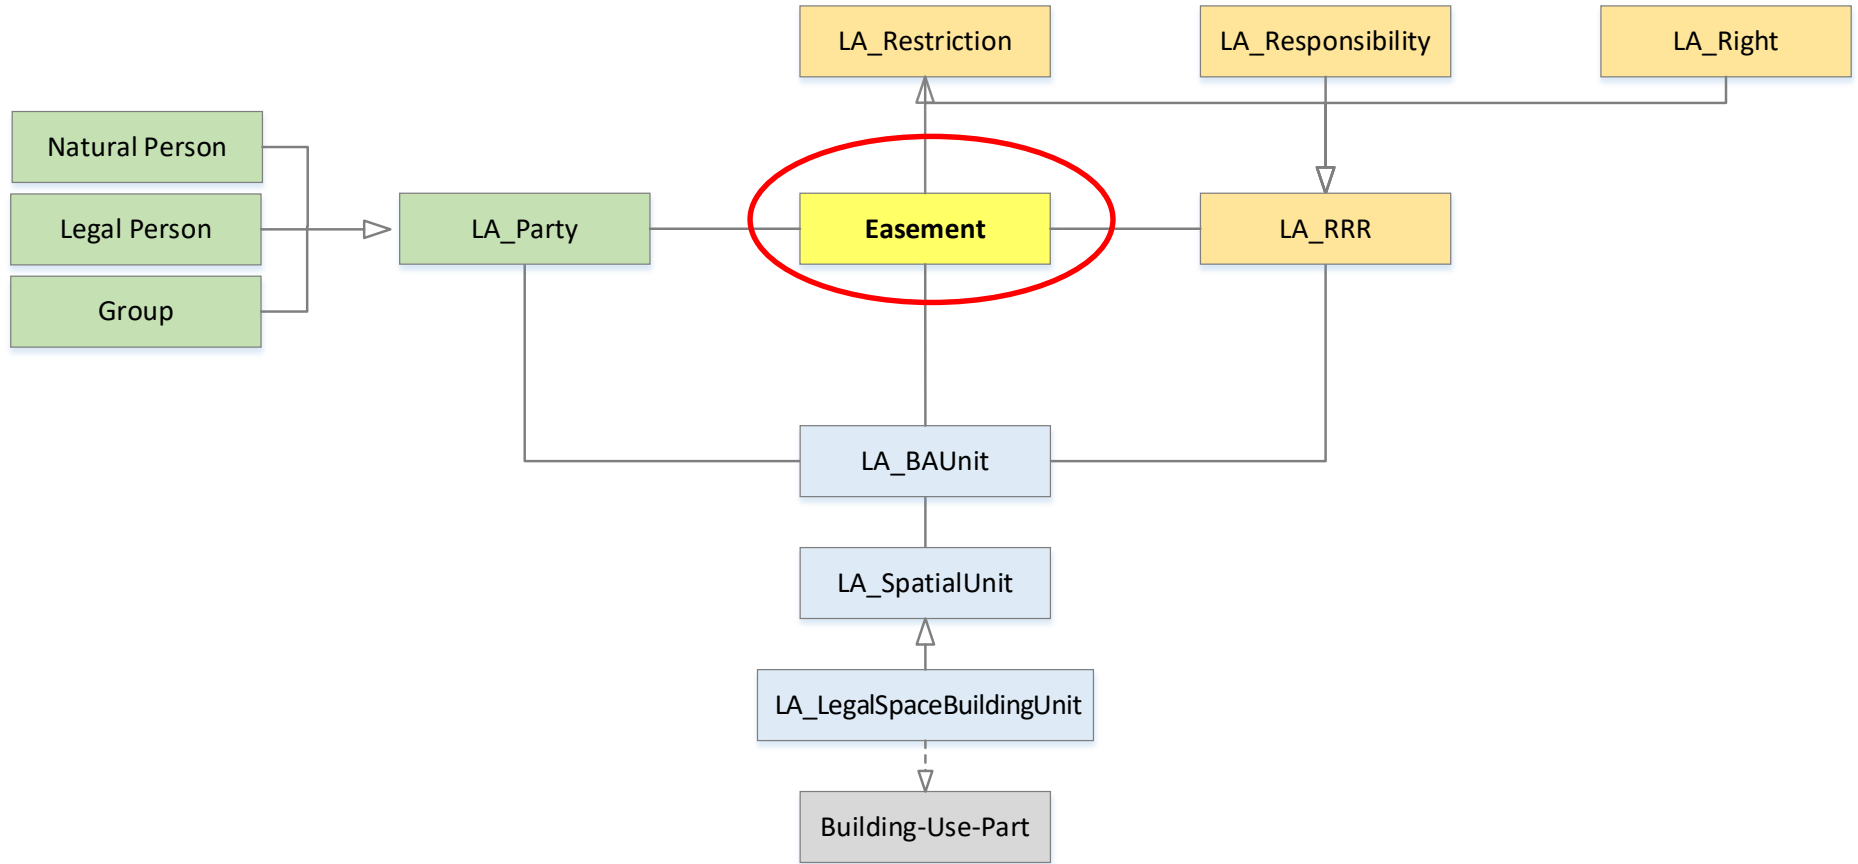 LA_Restriction
LA_Responsibility
LA_Right
Natural Person
Legal Person
Group
LA_Party
Easement
LA_RRR
LA_BAUnit
LA_SpatialUnit
LA_LegalSpaceBuildingUnit
Building-Use-Part